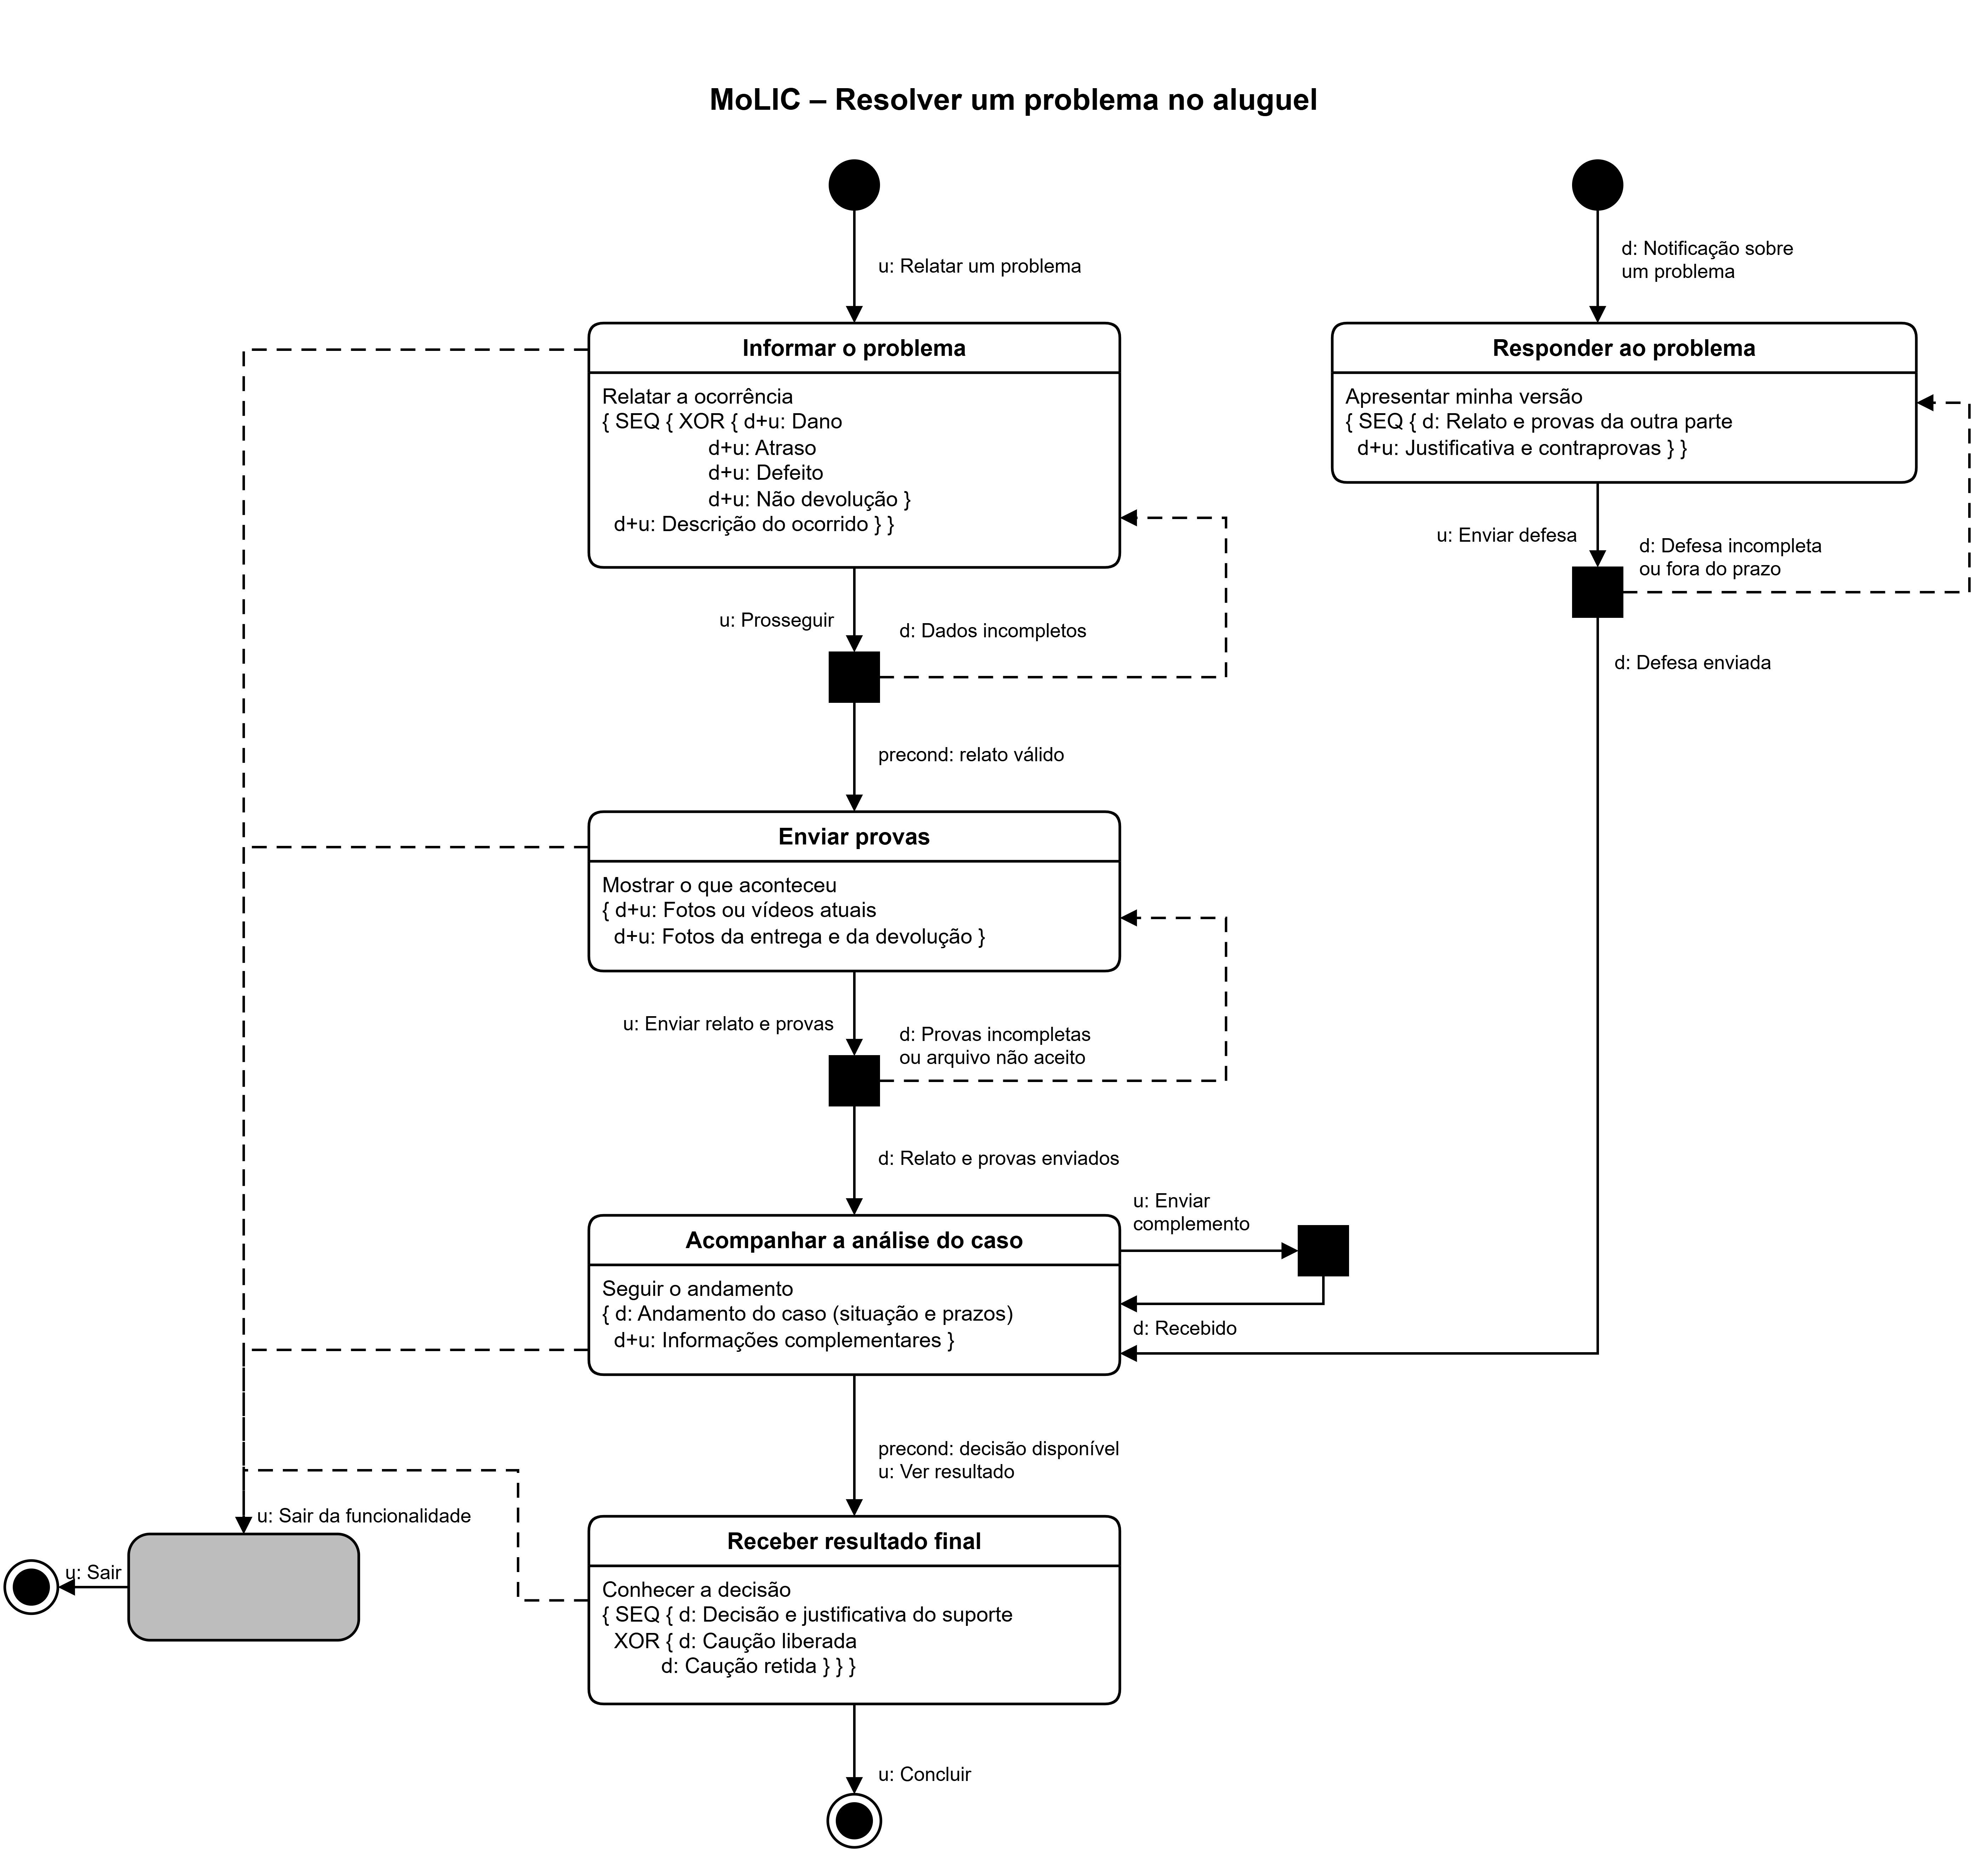 MoLIC – Resolver um problema no aluguel
u: Relatar um problema
d: Notificação sobre
um problema
Informar o problema
Relatar a ocorrência
{ SEQ { XOR { d+u: Dano
d+u: Atraso
d+u: Defeito
d+u: Não devolução }
d+u: Descrição do ocorrido } }
Responder ao problema
Apresentar minha versão
{ SEQ { d: Relato e provas da outra parte
d+u: Justificativa e contraprovas } }
u: Enviar defesa
d: Defesa incompleta
ou fora do prazo
u: Prosseguir
d: Dados incompletos
d: Defesa enviada
precond: relato válido
Enviar provas
Mostrar o que aconteceu
{ d+u: Fotos ou vídeos atuais
d+u: Fotos da entrega e da devolução }
u: Enviar relato e provas
d: Provas incompletas
ou arquivo não aceito
d: Relato e provas enviados
u: Enviar
complemento
Acompanhar a análise do caso
Seguir o andamento
{ d: Andamento do caso (situação e prazos)
d+u: Informações complementares }
d: Recebido
precond: decisão disponível
u: Ver resultado
u: Sair da funcionalidade
u: Sair
Receber resultado final
Conhecer a decisão
{ SEQ { d: Decisão e justificativa do suporte
XOR { d: Caução liberada
d: Caução retida } } }
u: Concluir